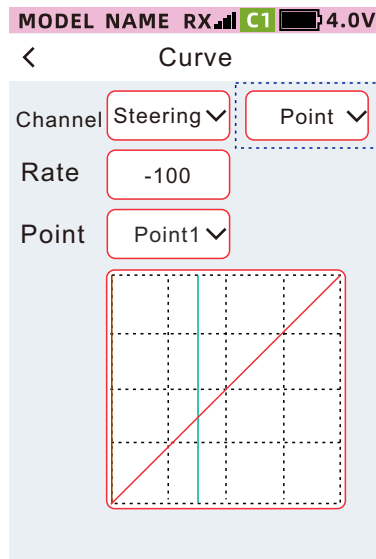 MODEL NAME RX C1 4.0V
< Curve
Channel Steering Point
Rate -100
Point Point1